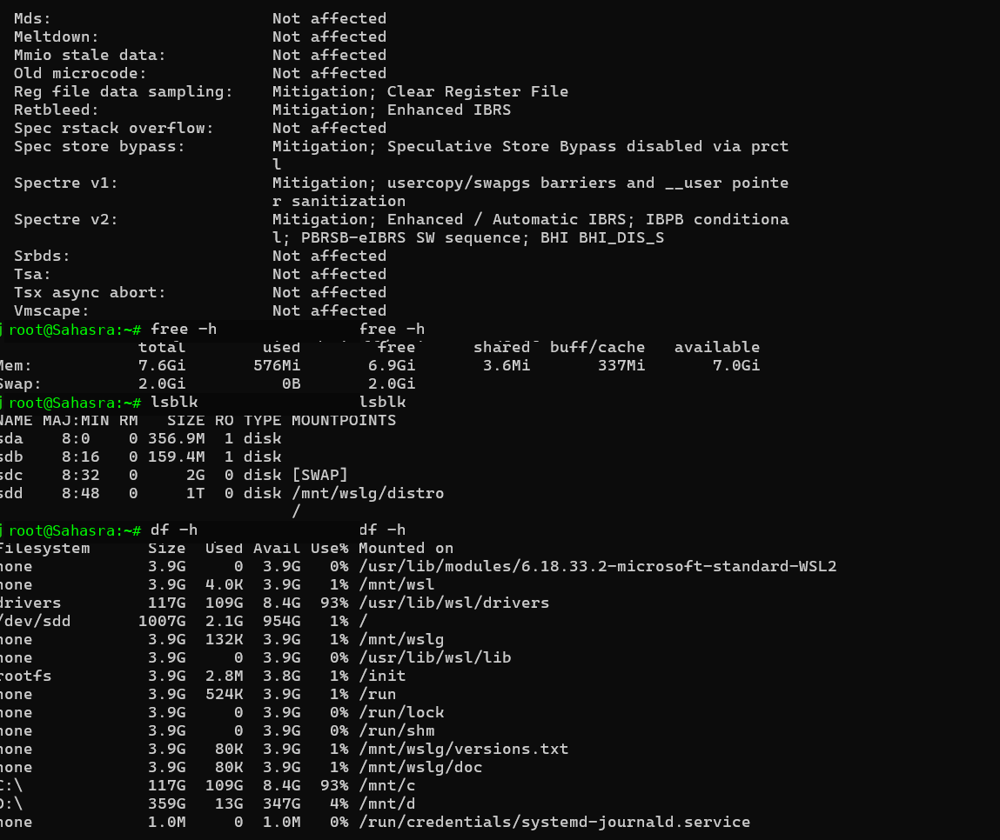 Mds: Not affected
Meltdown: Not affected
Mmio stale data: Not affected
Old microcode: Not affected
Reg file data sampling: Mitigation; Clear Register File
Retbleed: Mitigation; Enhanced IBRS
Spec rstack overflow: Not affected
Spec store bypass: Mitigation; Speculative Store Bypass disabled via prct
l
Spectre v1: Mitigation; usercopy/swapgs barriers and __user pointe
r sanitization
Spectre v2: Mitigation; Enhanced / Automatic IBRS; IBPB conditiona
l; PBRSB-eIBRS SW sequence; BHI BHI_DIS_S
Srbds: Not affected
Tsa: Not affected
Tsx async abort: Not affected
Vmscape: Not affected
root@Sahasra:~# free -h free -h
total used free shared buff/cache available
Mem: 7.6Gi 576Mi 6.9Gi 3.6Mi 337Mi 7.0Gi
Swap: 2.0Gi 0B 2.0Gi
root@Sahasra:~# lsblk lsblk
NAME MAJ:MIN RM SIZE RO TYPE MOUNTPOINTS
sda 8:0 0 356.9M 1 disk
sdb 8:16 0 159.4M 1 disk
sdc 8:32 0 2G 0 disk [SWAP]
sdd 8:48 0 1T 0 disk /mnt/wslg/distro
/
root@Sahasra:~# df -h df -h
Filesystem Size Used Avail Use% Mounted on
none 3.9G 0 3.9G 0% /usr/lib/modules/6.18.33.2-microsoft-standard-WSL2
none 3.9G 4.0K 3.9G 1% /mnt/wsl
drivers 117G 109G 8.4G 93% /usr/lib/wsl/drivers
/dev/sdd 1007G 2.1G 954G 1% /
none 3.9G 132K 3.9G 1% /mnt/wslg
none 3.9G 0 3.9G 0% /usr/lib/wsl/lib
rootfs 3.9G 2.8M 3.8G 1% /init
none 3.9G 524K 3.9G 1% /run
none 3.9G 0 3.9G 0% /run/lock
none 3.9G 0 3.9G 0% /run/shm
none 3.9G 80K 3.9G 1% /mnt/wslg/versions.txt
none 3.9G 80K 3.9G 1% /mnt/wslg/doc
C:\ 117G 109G 8.4G 93% /mnt/c
D:\ 359G 13G 347G 4% /mnt/d
none 1.0M 0 1.0M 0% /run/credentials/systemd-journald.service